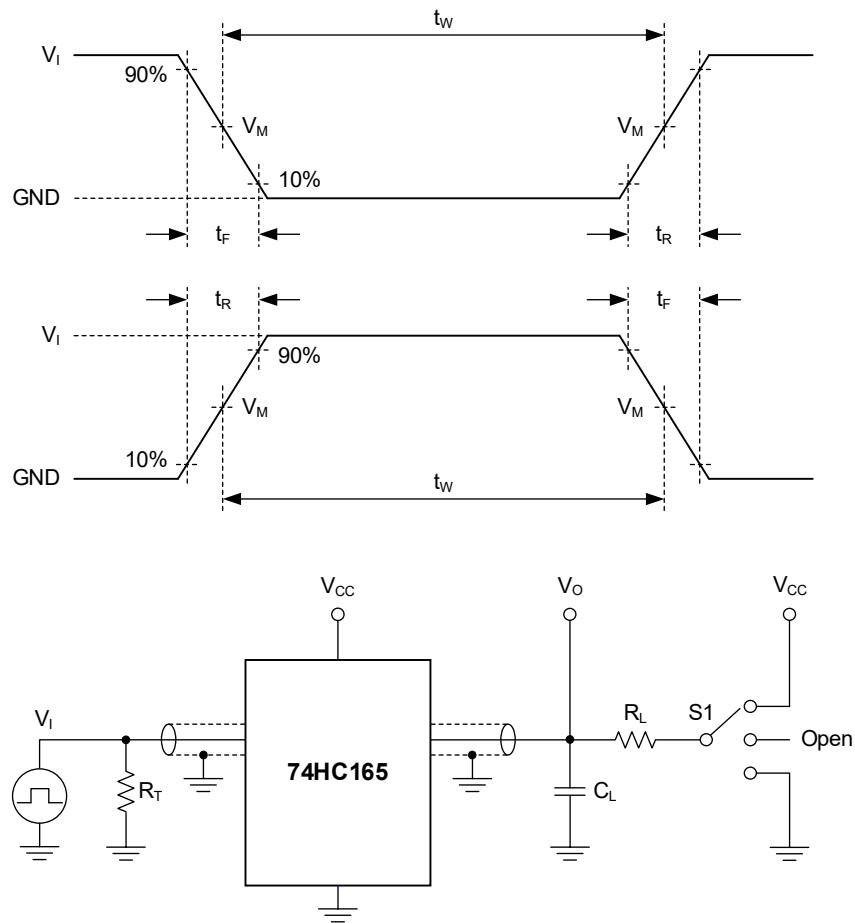 t_W
V_I
90%
V_M
V_M
10%
GND
t_F
t_R
t_R
t_F
V_I
90%
V_M
V_M
10%
GND
t_W
V_CC
V_O
V_CC
V_I
R_L
S1
Open
74HC165
R_T
C_L